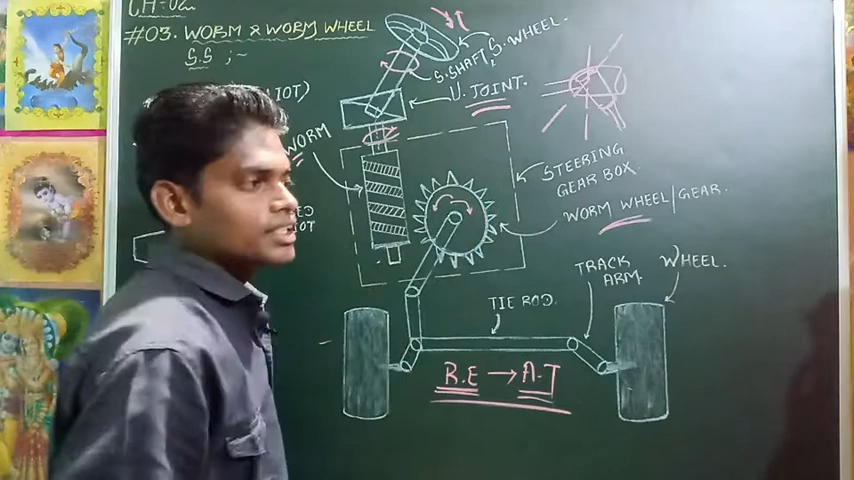 CH-02
#03. WORM & WORM WHEEL
S.S ;~
S. WHEEL.
S. SHAFT
U. JOINT.
WORM
STEERING
GEAR BOX.
WORM WHEEL/GEAR.
TRACK
ARM.
WHEEL.
TIE ROD.
R.E → A.T